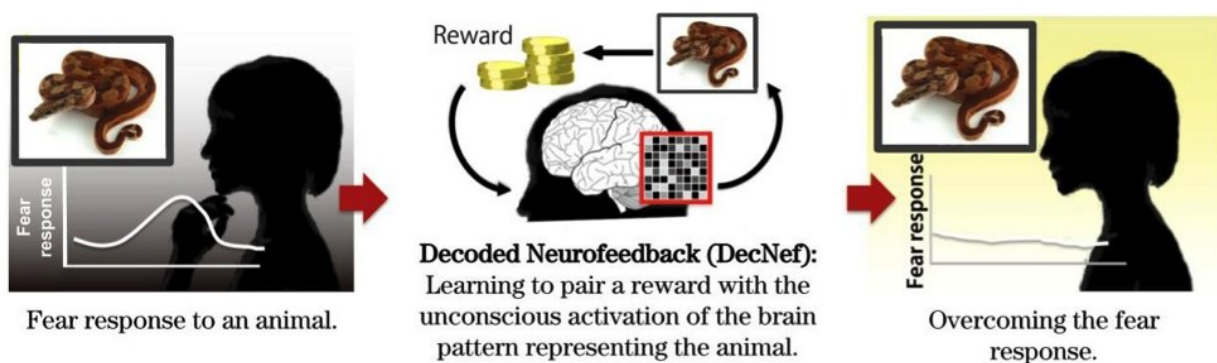 Fear
response
Fear response to an animal.
Reward
Decoded Neurofeedback (DecNef):
Learning to pair a reward with the
unconscious activation of the brain
pattern representing the animal.
Fear response
Overcoming the fear
response.